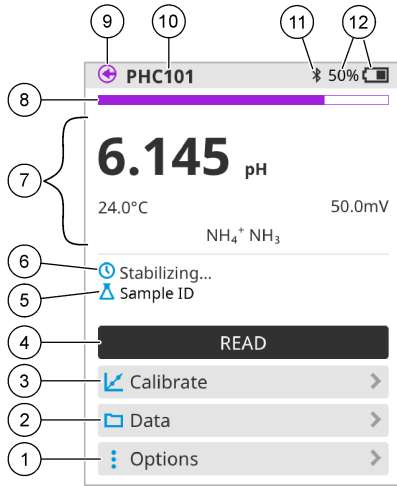 9 10 11 12
PHC101 50%
8
7
6.145 pH
24.0°C 50.0mV
NH₄⁺ NH₃
6 Stabilizing...
5 Sample ID
4 READ
3 Calibrate
2 Data
1 Options